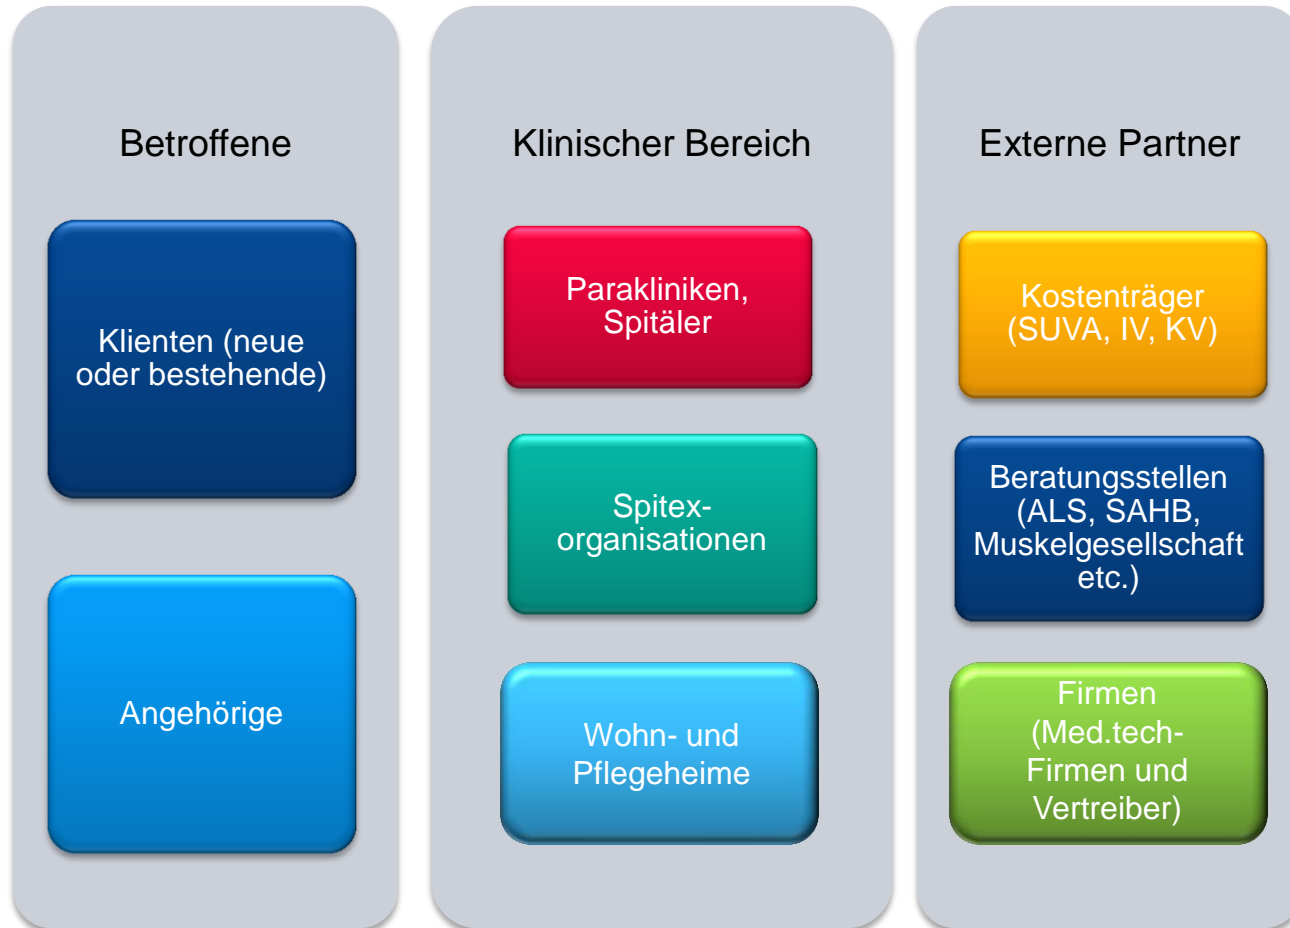 Betroffene
Klienten (neue
oder bestehende)
Angehörige
Klinischer Bereich
Parakliniken,
Spitäler
Spitex-
organisationen
Wohn- und
Pflegeheime
Externe Partner
Kostenträger
(SUVA, IV, KV)
Beratungsstellen
(ALS, SAHB,
Muskelgesellschaft
etc.)
Firmen
(Med.tech-
Firmen und
Vertreiber)